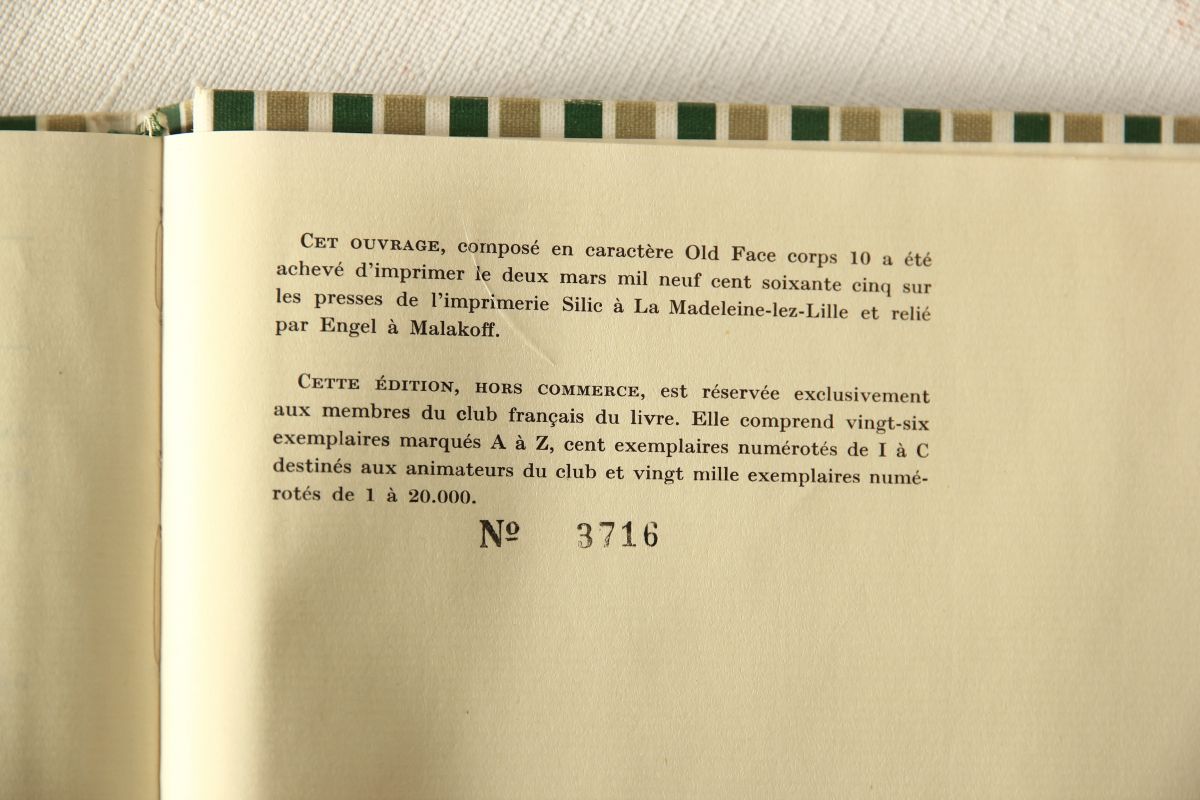 CET OUVRAGE, composé en caractère Old Face corps 10 a été
achevé d'imprimer le deux mars mil neuf cent soixante cinq sur
les presses de l'imprimerie Silic à La Madeleine-lez-Lille et relié
par Engel à Malakoff.
CETTE ÉDITION, HORS COMMERCE, est réservée exclusivement
aux membres du club français du livre. Elle comprend vingt-six
exemplaires marqués A à Z, cent exemplaires numérotés de I à C
destinés aux animateurs du club et vingt mille exemplaires numé-
rotés de 1 à 20.000.
Nº 3716